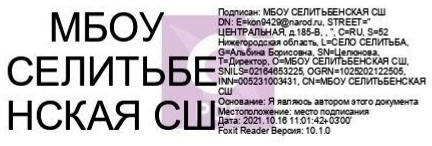 МБОУ
СЕЛИТЬБЕ
НСКАЯ СШ
Подписан: МБОУ СЕЛИТЬБЕНСКАЯ СШ
DN: E=kon9429@narod.ru, STREET="
ЦЕНТРАЛЬНАЯ, д.185-В, , ", C=RU, S=52
Нижегородская область, L=СЕЛО СЕЛИТЬБА,
G=Альбина Борисовна, SN=Целюнова,
T=Директор, O=МБОУ СЕЛИТЬБЕНСКАЯ СШ,
SNILS=02164653225, OGRN=1025202122505,
INN=005231003431, CN=МБОУ СЕЛИТЬБЕНСКАЯ
СШ
Основание: Я являюсь автором этого документа
Местоположение: место подписания
Дата: 2021.10.16 11:01:42+03'00'
Foxit Reader Версия: 10.1.0